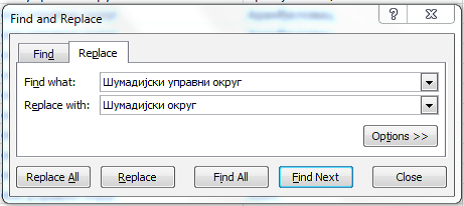 Find and Replace
Find Replace
Find what: Шумадијски управни округ
Replace with: Шумадијски округ
Options >>
Replace All Replace Find All Find Next Close